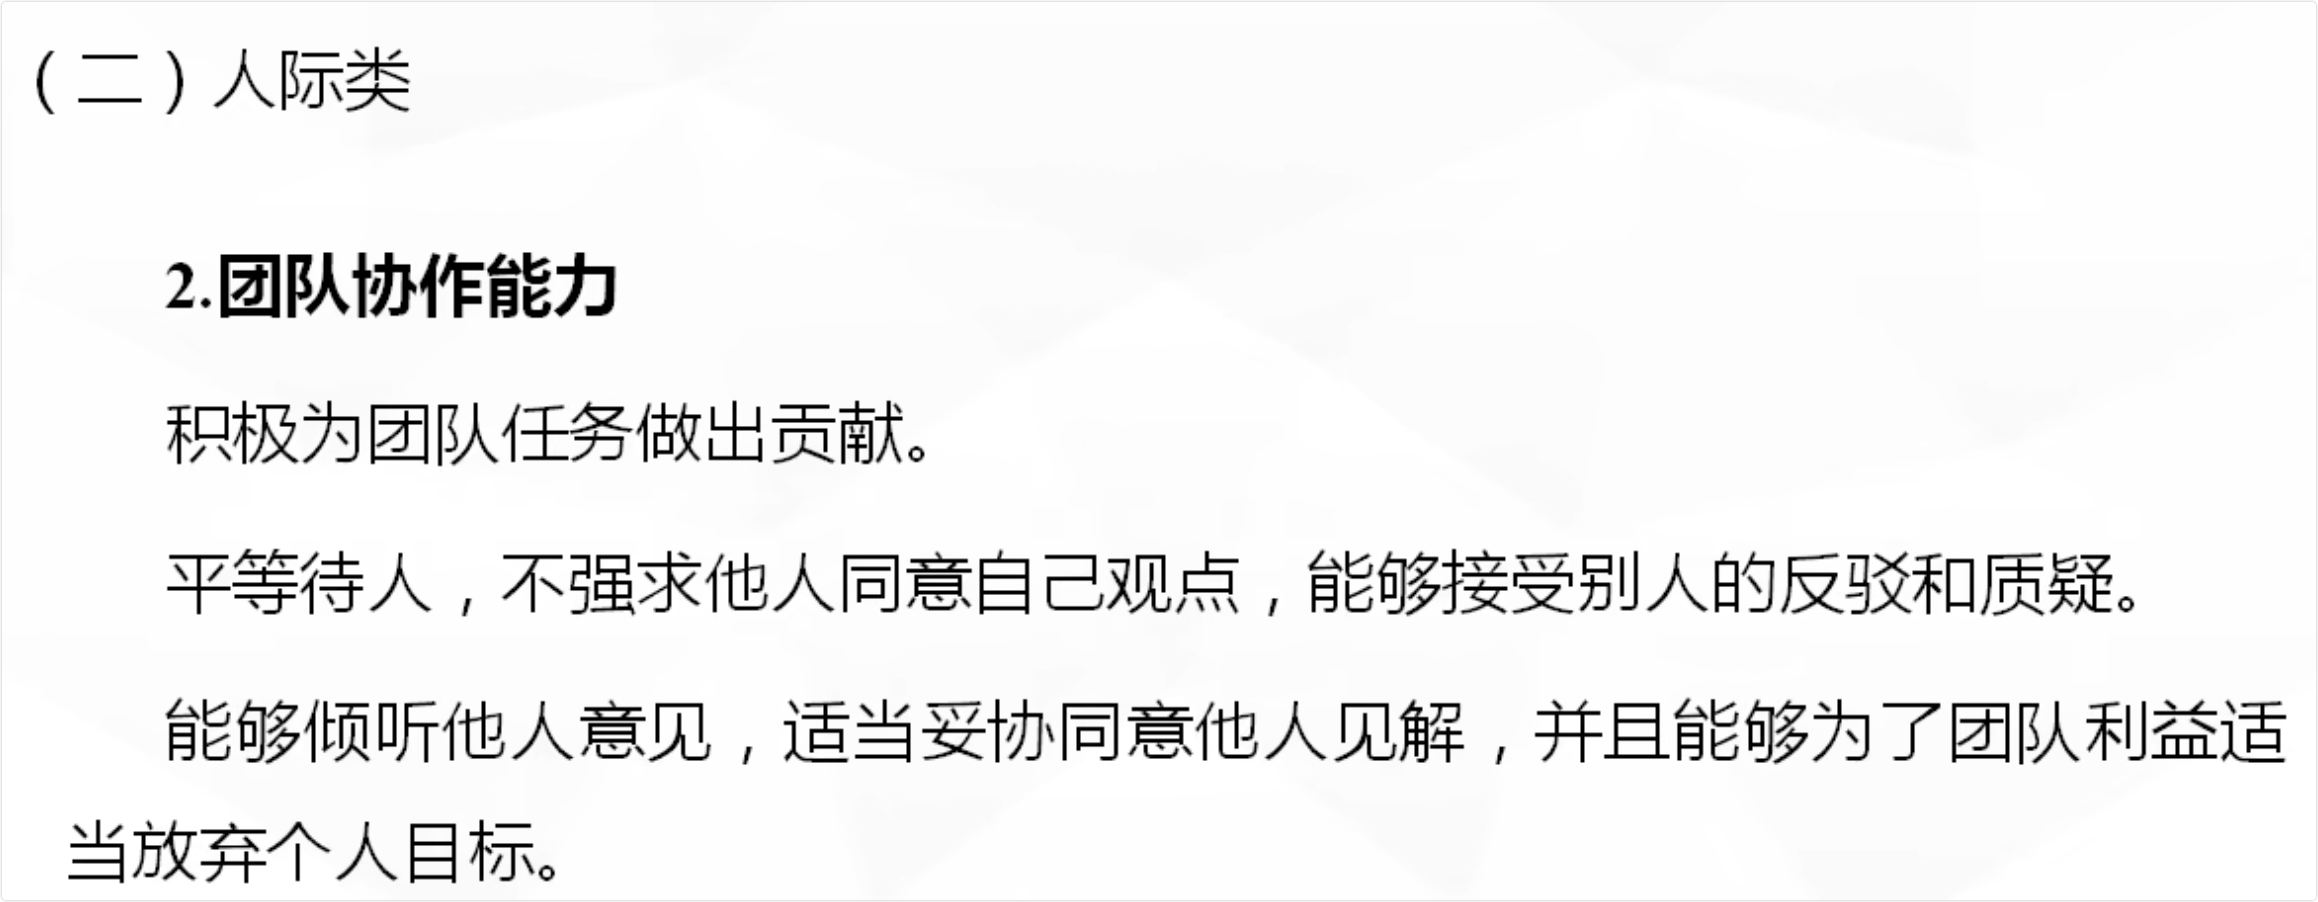 （二）人际类
2.团队协作能力
积极为团队任务做出贡献。
平等待人，不强求他人同意自己观点，能够接受别人的反驳和质疑。
能够倾听他人意见，适当妥协同意他人见解，并且能够为了团队利益适
当放弃个人目标。